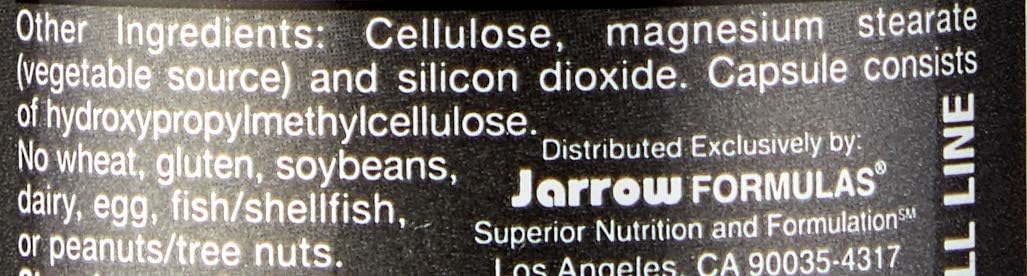 Other Ingredients: Cellulose, magnesium stearate
(vegetable source) and silicon dioxide. Capsule consists
of hydroxypropylmethylcellulose.
No wheat, gluten, soybeans,
dairy, egg, fish/shellfish,
or peanuts/tree nuts.
Distributed Exclusively by:
Jarrow FORMULAS®
Superior Nutrition and Formulation℠
Los Angeles, CA 90035-4317
LL LINE